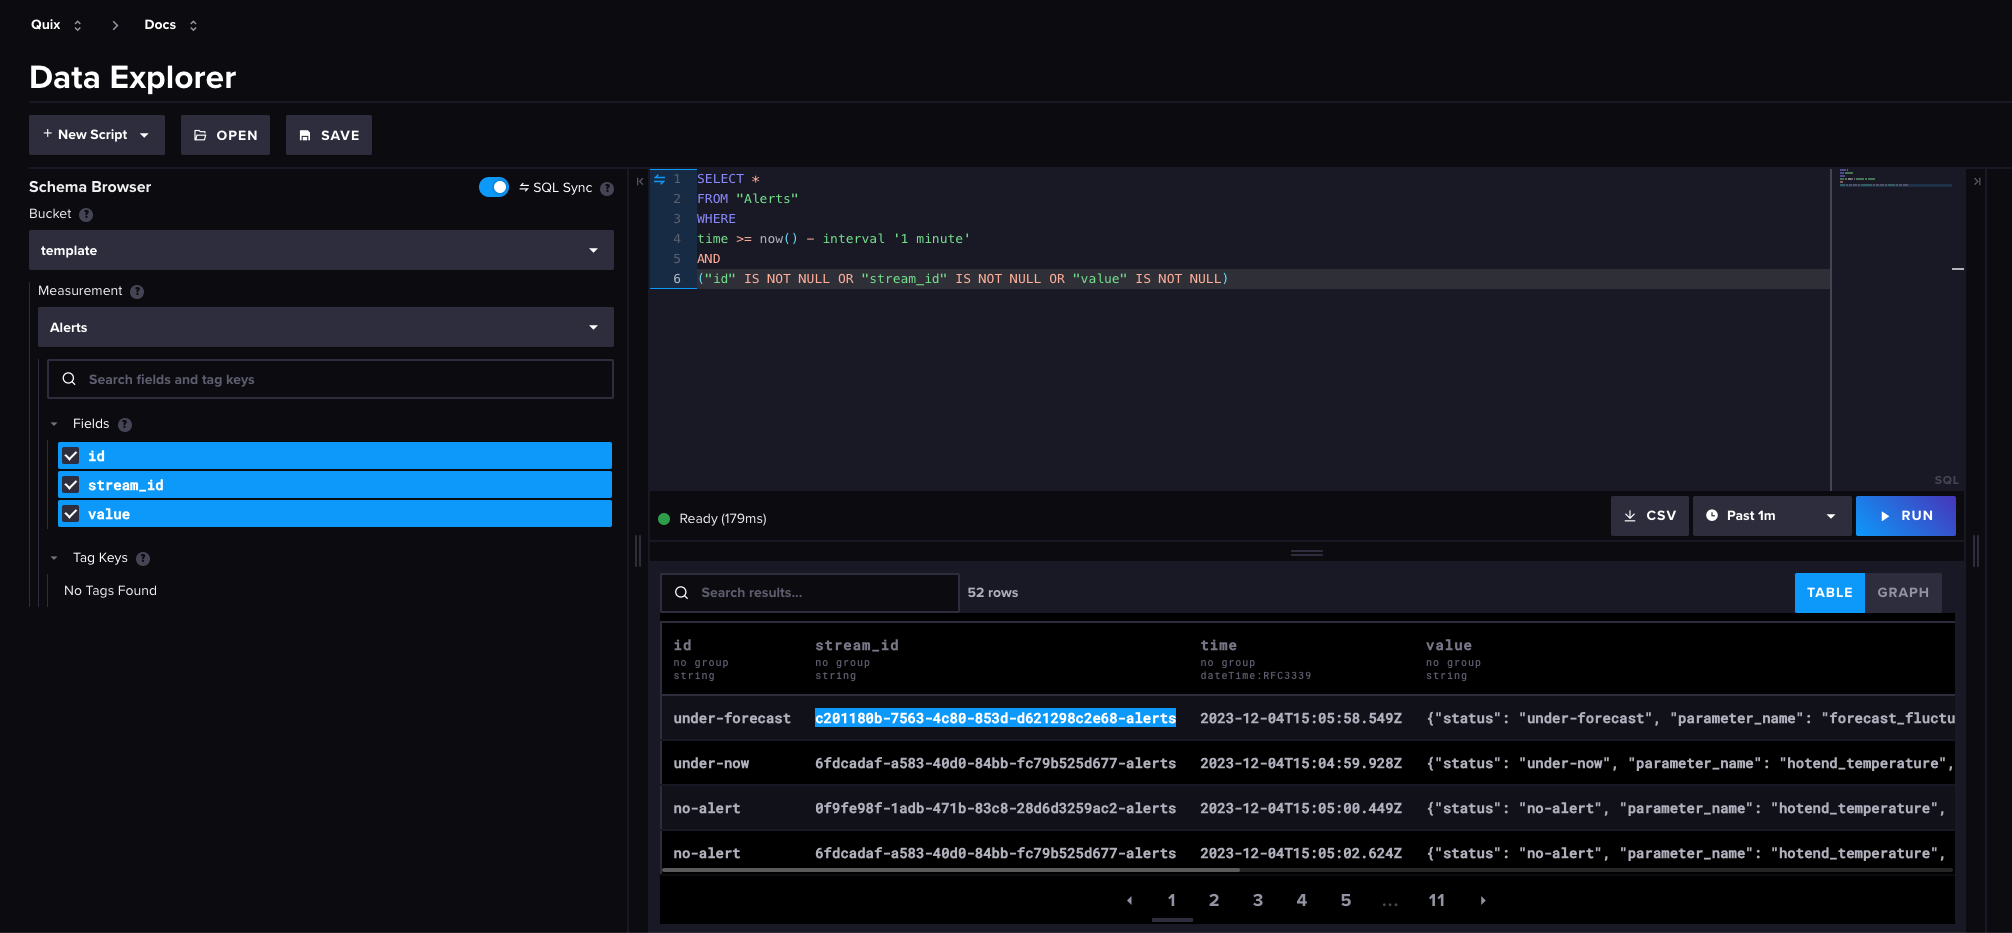 Quix Docs
Data Explorer
+ New Script OPEN SAVE
Schema Browser SQL Sync ?
Bucket ?
template
Measurement ?
Alerts
Search fields and tag keys
Fields ?
id
stream_id
value
Tag Keys ?
No Tags Found
1 SELECT *
2 FROM "Alerts"
3 WHERE
4 time >= now() - interval '1 minute'
5 AND
6 ("id" IS NOT NULL OR "stream_id" IS NOT NULL OR "value" IS NOT NULL)
SQL
Ready (179ms) CSV Past 1m RUN
Search results... 52 rows TABLE GRAPH
id stream_id time value
no group no group no group no group
string string dateTime:RFC3339 string
under-forecast c201180b-7563-4c80-853d-d621298c2e68-alerts 2023-12-04T15:05:58.549Z {"status": "under-forecast", "parameter_name": "forecast_fluctu
under-now 6fdcadaf-a583-40d0-84bb-fc79b525d677-alerts 2023-12-04T15:04:59.928Z {"status": "under-now", "parameter_name": "hotend_temperature",
no-alert 0f9fe98f-1adb-471b-83c8-28d6d3259ac2-alerts 2023-12-04T15:05:00.449Z {"status": "no-alert", "parameter_name": "hotend_temperature",
no-alert 6fdcadaf-a583-40d0-84bb-fc79b525d677-alerts 2023-12-04T15:05:02.624Z {"status": "no-alert", "parameter_name": "hotend_temperature",
1 2 3 4 5 ... 11